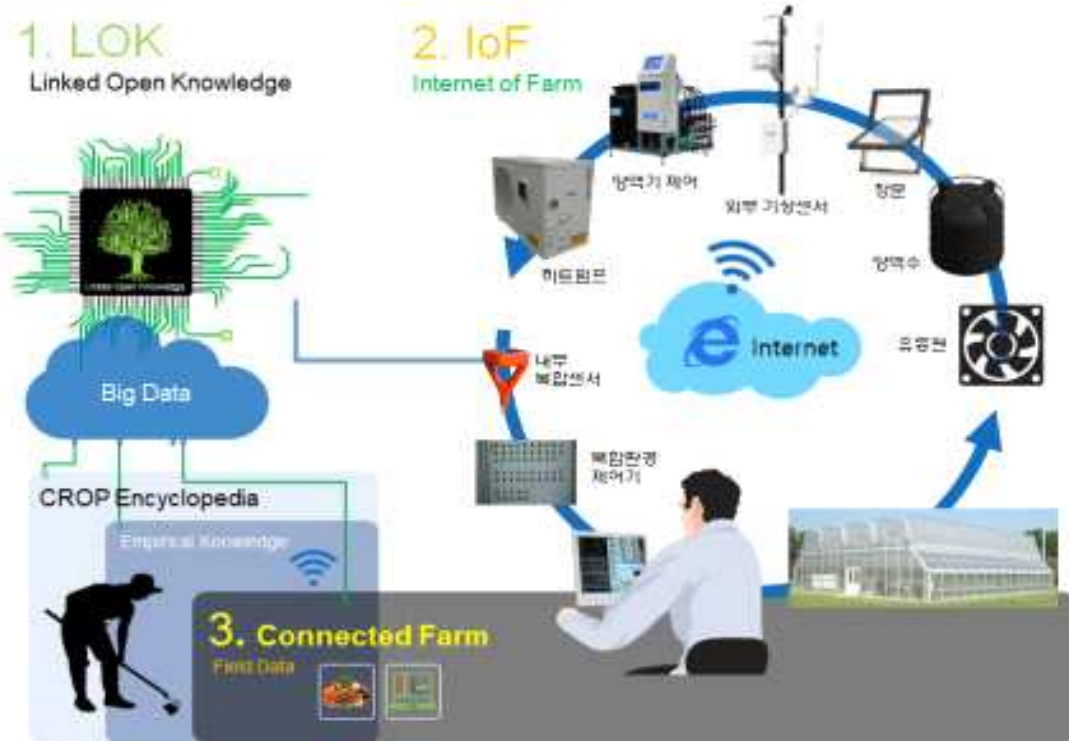 1. LOK
Linked Open Knowledge
2. IoF
Internet of Farm
양액기 제어
외부 기상센서
창문
양액수
히트펌프
Linked Open Knowledge
Internet
유동팬
내부
복합센서
Big Data
복합환경
제어기
CROP Encyclopedia
Empirical Knowledge
3. Connected Farm
Field Data